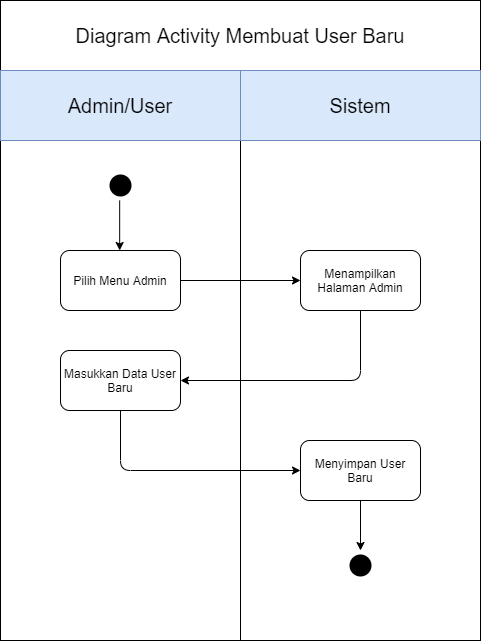 Diagram Activity Membuat User Baru
Admin/User
Sistem
Pilih Menu Admin
Menampilkan
Halaman Admin
Masukkan Data User
Baru
Menyimpan User
Baru